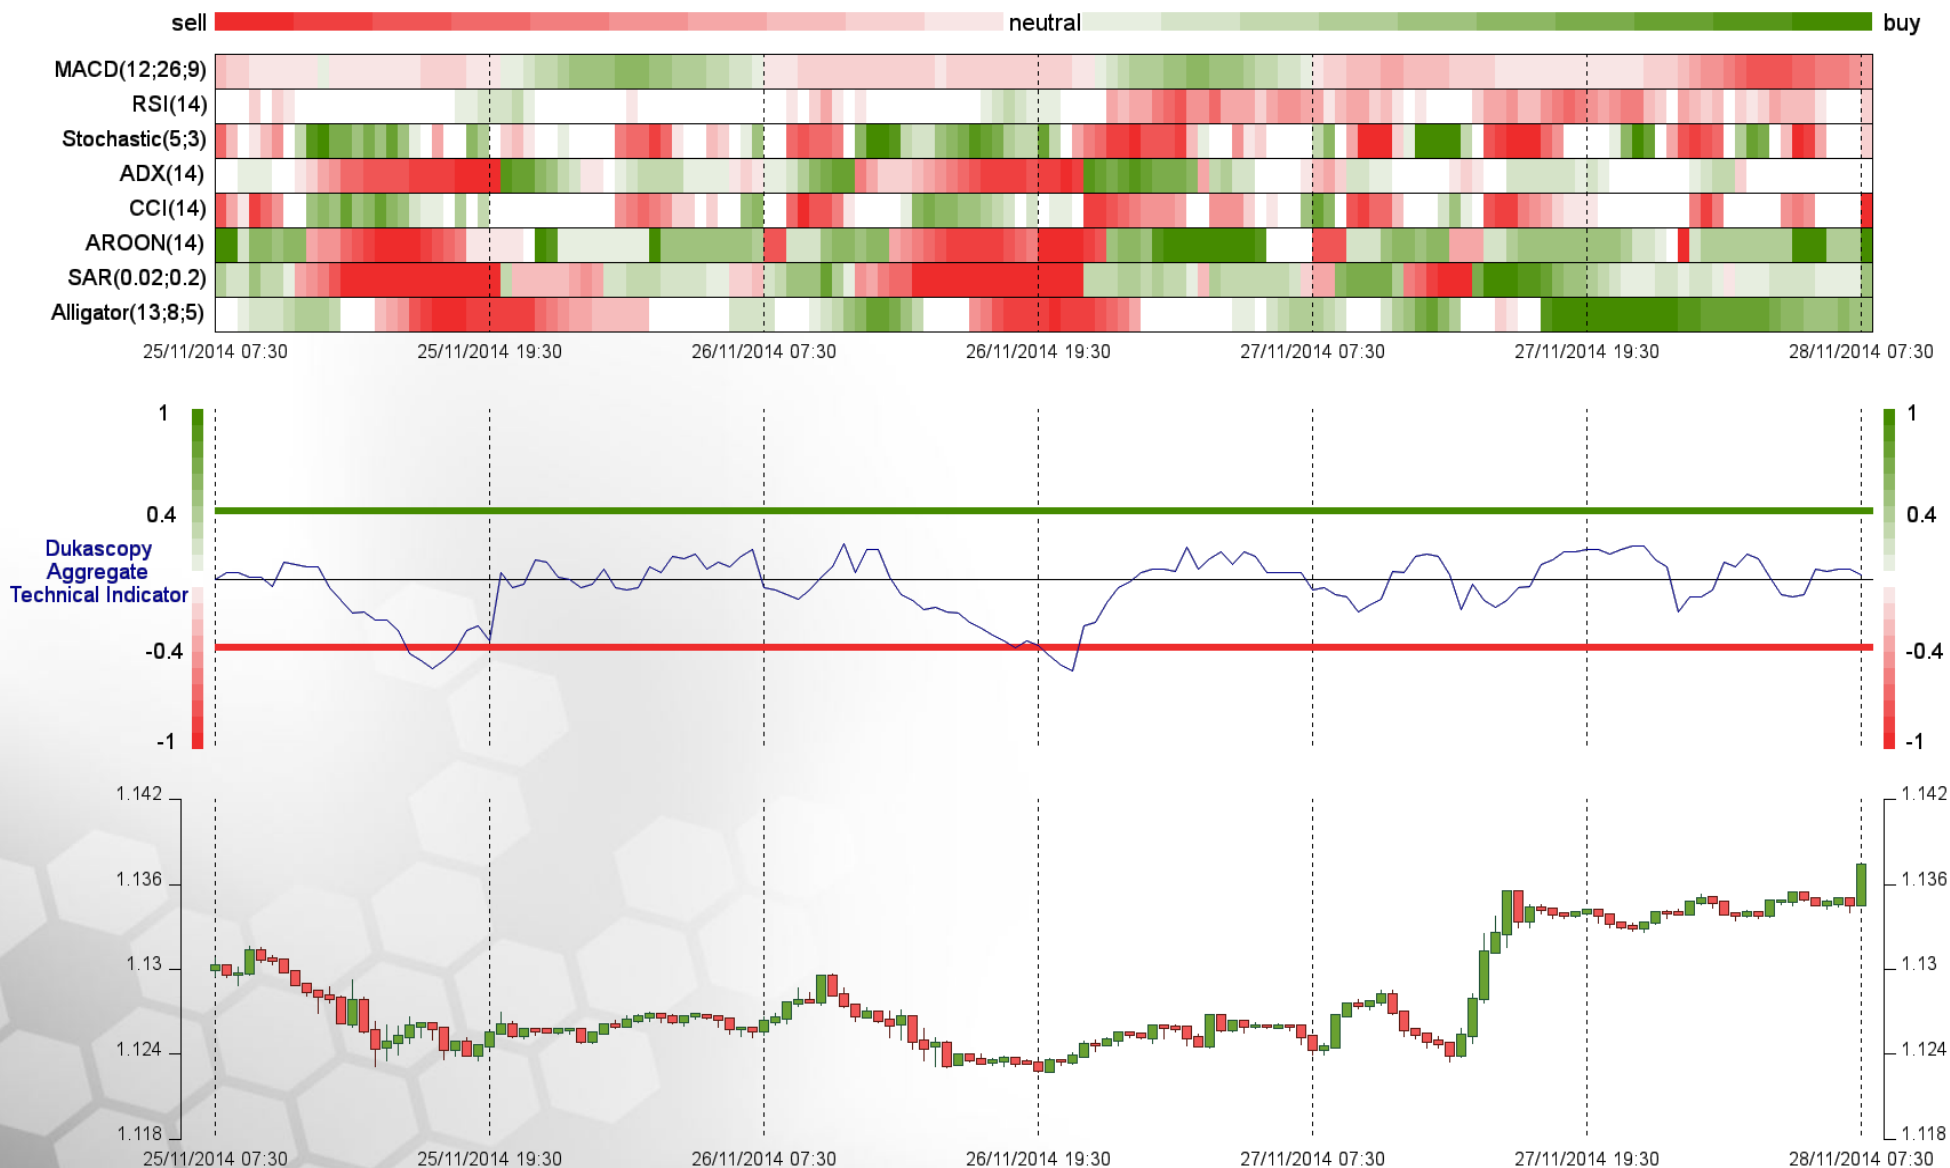 sell neutral buy
MACD(12;26;9)
RSI(14)
Stochastic(5;3)
ADX(14)
CCI(14)
AROON(14)
SAR(0.02;0.2)
Alligator(13;8;5)
25/11/2014 07:30 25/11/2014 19:30 26/11/2014 07:30 26/11/2014 19:30 27/11/2014 07:30 27/11/2014 19:30 28/11/2014 07:30
1 1
0.4 0.4
Dukascopy
Aggregate
Technical Indicator
-0.4 -0.4
-1 -1
1.142 1.142
1.136 1.136
1.13 1.13
1.124 1.124
1.118 1.118
25/11/2014 07:30 25/11/2014 19:30 26/11/2014 07:30 26/11/2014 19:30 27/11/2014 07:30 27/11/2014 19:30 28/11/2014 07:30